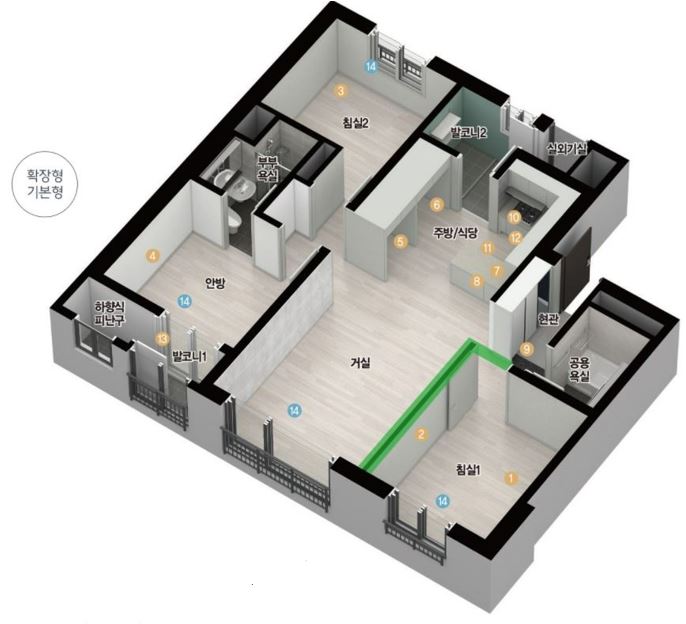 확장형
기본형
14
3
침실2
발코니2
실외기실
부부
욕실
10
6
주방/식당
12
5
11
7
8
4
안방
14
하향식
피난구
13
발코니1
현관
9
공용
욕실
거실
14
2
침실1
1
14